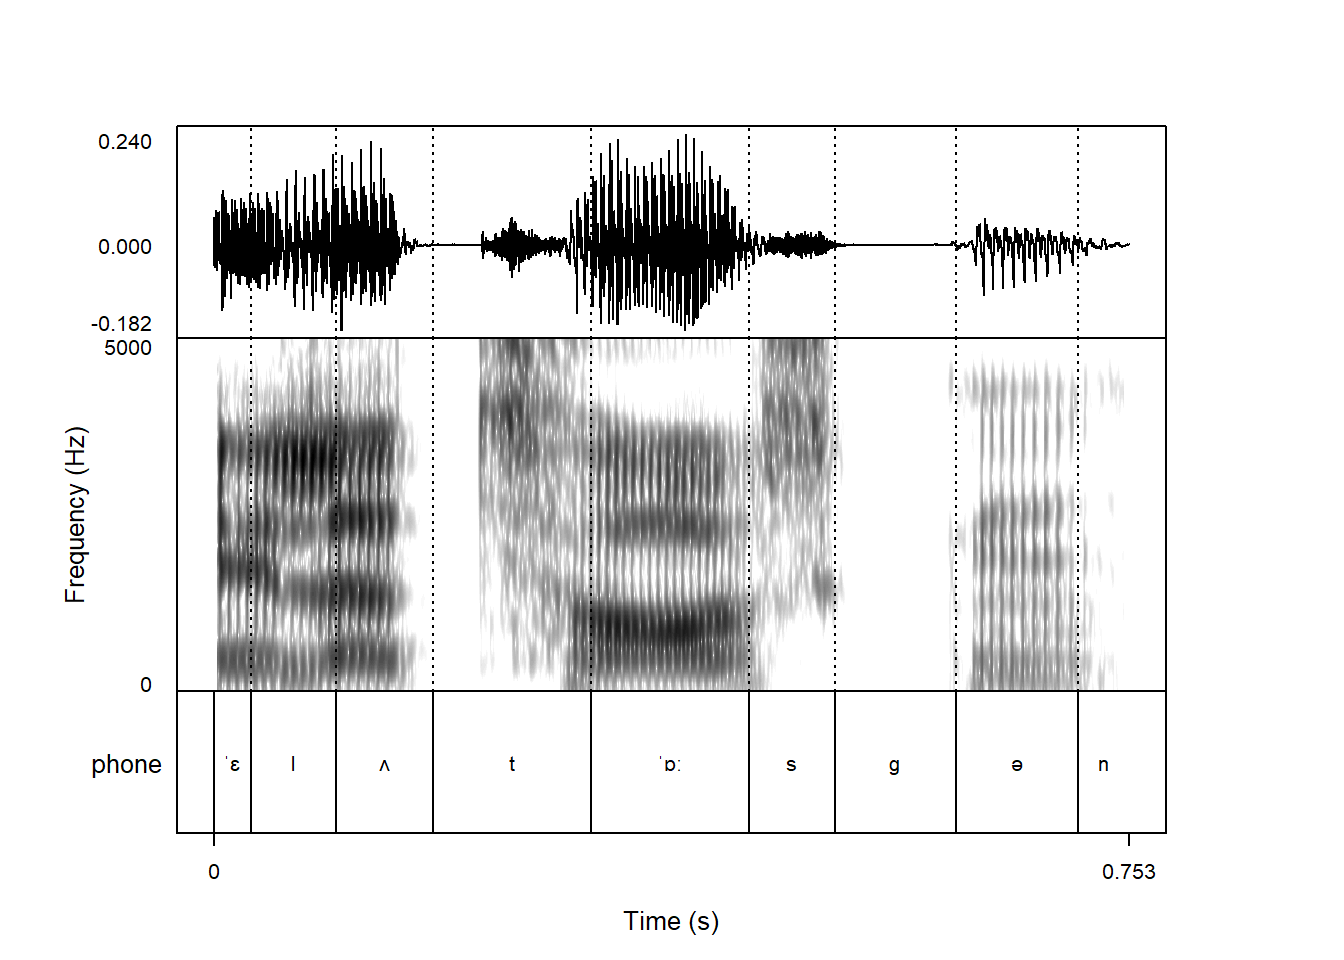 0.240
0.000
-0.182
5000
Frequency (Hz)
0
phone ˈɛ l ʌ t ˈɒː s ɡ ə n
0 0.753
Time (s)